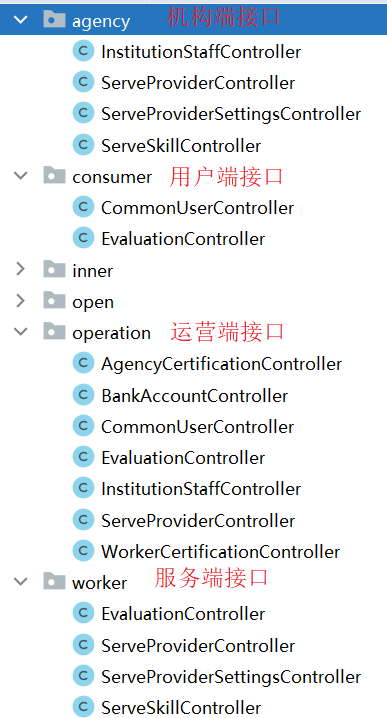 agency 机构端接口
InstitutionStaffController
ServeProviderController
ServeProviderSettingsController
ServeSkillController
consumer 用户端接口
CommonUserController
EvaluationController
inner
open
operation 运营端接口
AgencyCertificationController
BankAccountController
CommonUserController
EvaluationController
InstitutionStaffController
ServeProviderController
WorkerCertificationController
worker 服务端接口
EvaluationController
ServeProviderController
ServeProviderSettingsController
ServeSkillController